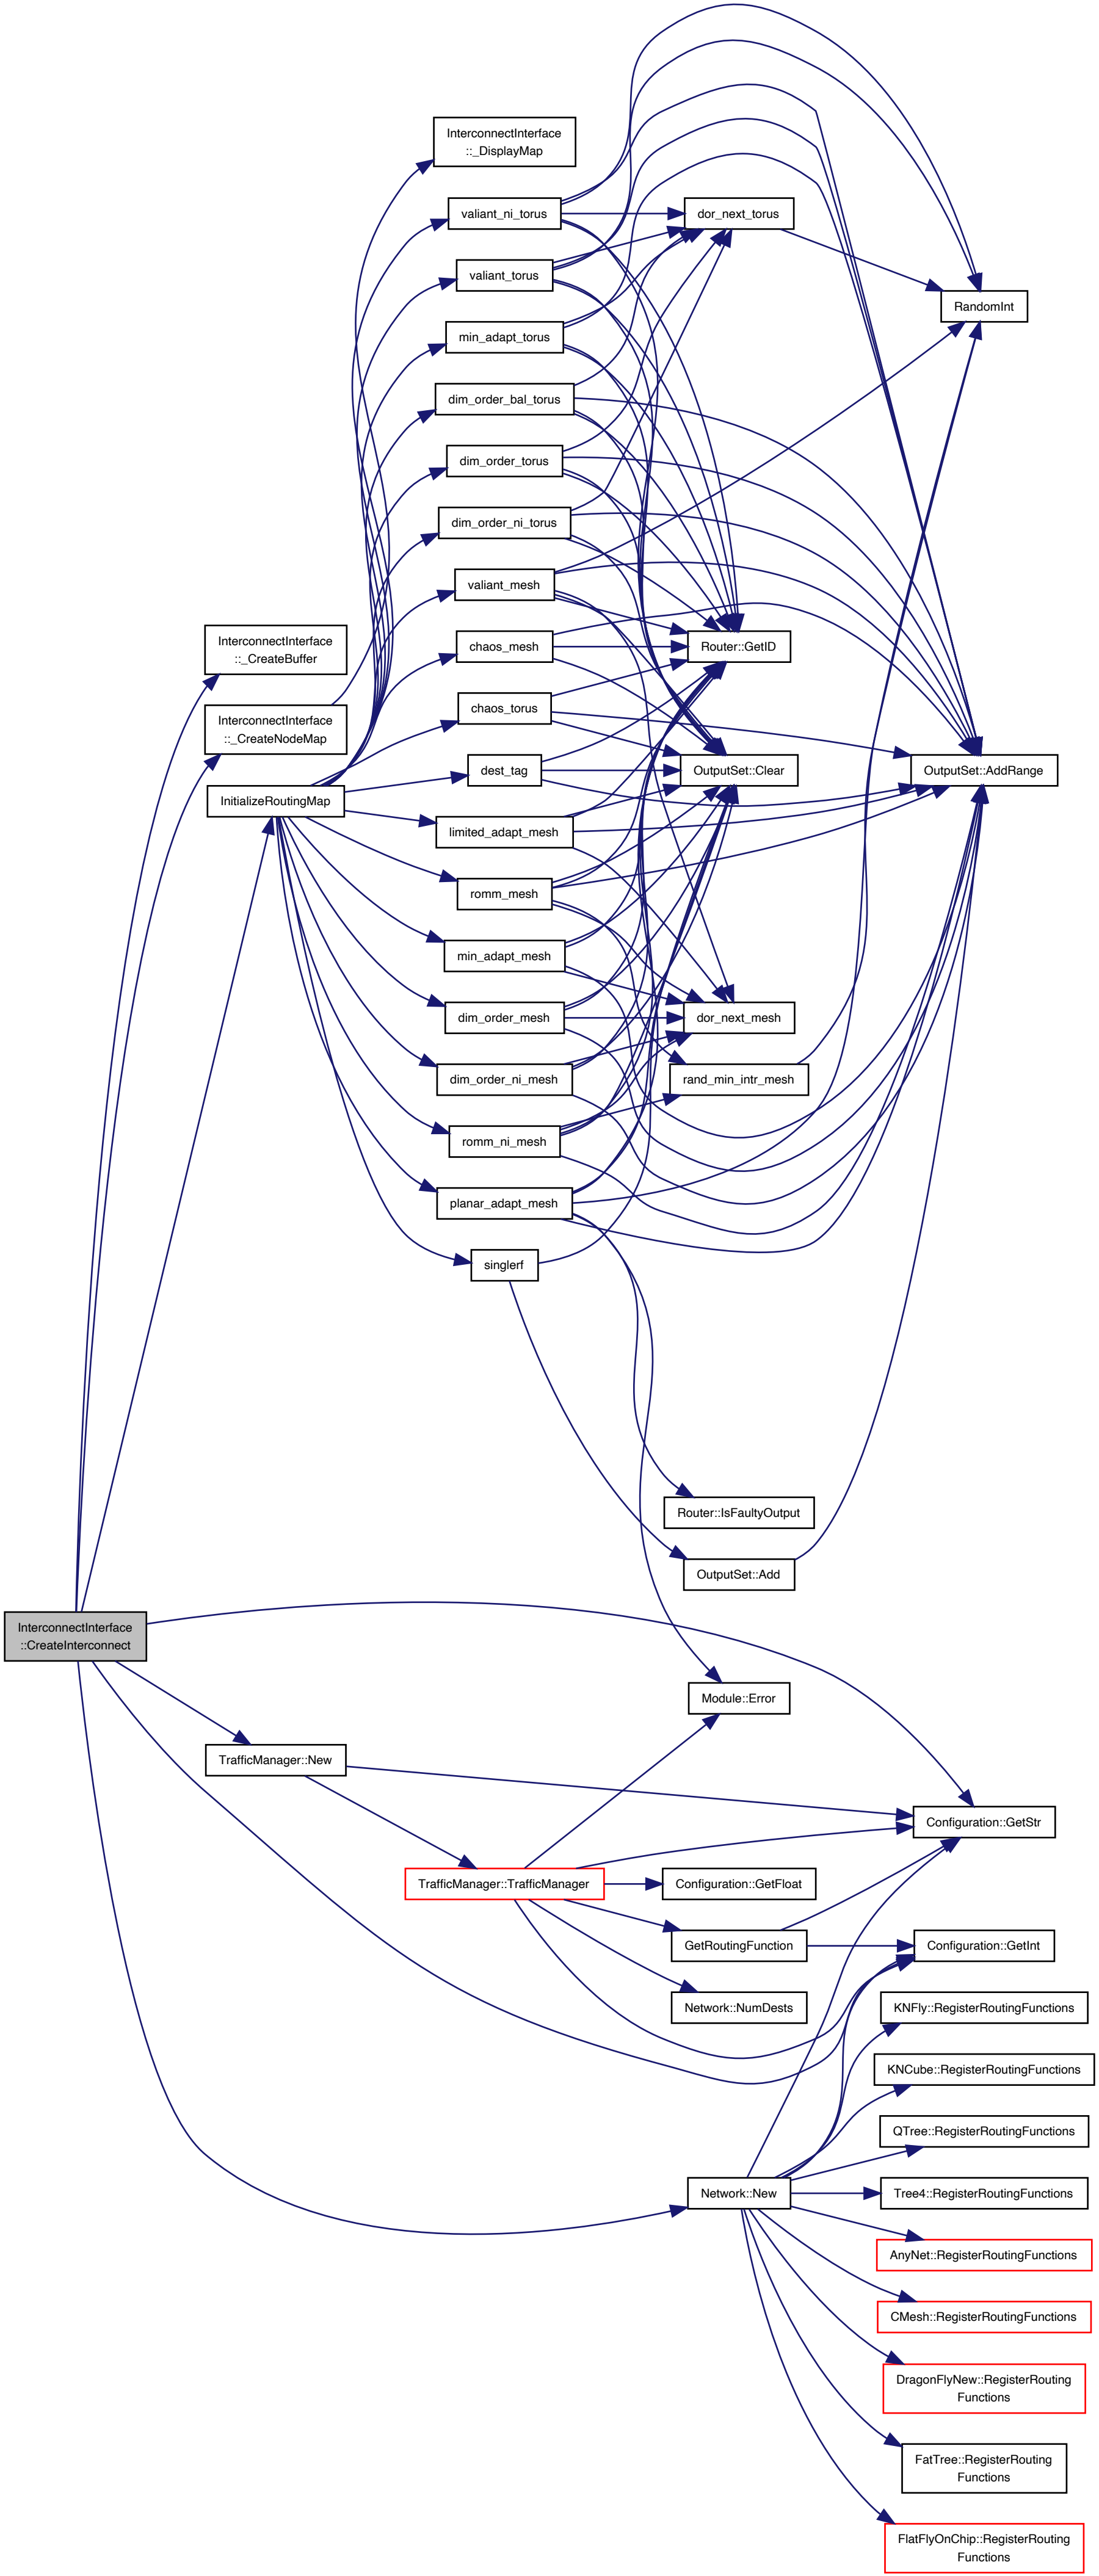 InterconnectInterface
::_DisplayMap
valiant_ni_torus
dor_next_torus
valiant_torus
RandomInt
min_adapt_torus
dim_order_bal_torus
dim_order_torus
dim_order_ni_torus
valiant_mesh
InterconnectInterface
::_CreateBuffer
chaos_mesh
Router::GetID
chaos_torus
InterconnectInterface
::_CreateNodeMap
dest_tag
OutputSet::Clear
OutputSet::AddRange
InitializeRoutingMap
limited_adapt_mesh
romm_mesh
min_adapt_mesh
dim_order_mesh
dor_next_mesh
dim_order_ni_mesh
rand_min_intr_mesh
romm_ni_mesh
planar_adapt_mesh
singlerf
Router::IsFaultyOutput
OutputSet::Add
InterconnectInterface
::CreateInterconnect
Module::Error
TrafficManager::New
Configuration::GetStr
TrafficManager::TrafficManager
Configuration::GetFloat
GetRoutingFunction
Configuration::GetInt
Network::NumDests
KNFly::RegisterRoutingFunctions
KNCube::RegisterRoutingFunctions
QTree::RegisterRoutingFunctions
Network::New
Tree4::RegisterRoutingFunctions
AnyNet::RegisterRoutingFunctions
CMesh::RegisterRoutingFunctions
DragonFlyNew::RegisterRouting
Functions
FatTree::RegisterRouting
Functions
FlatFlyOnChip::RegisterRouting
Functions